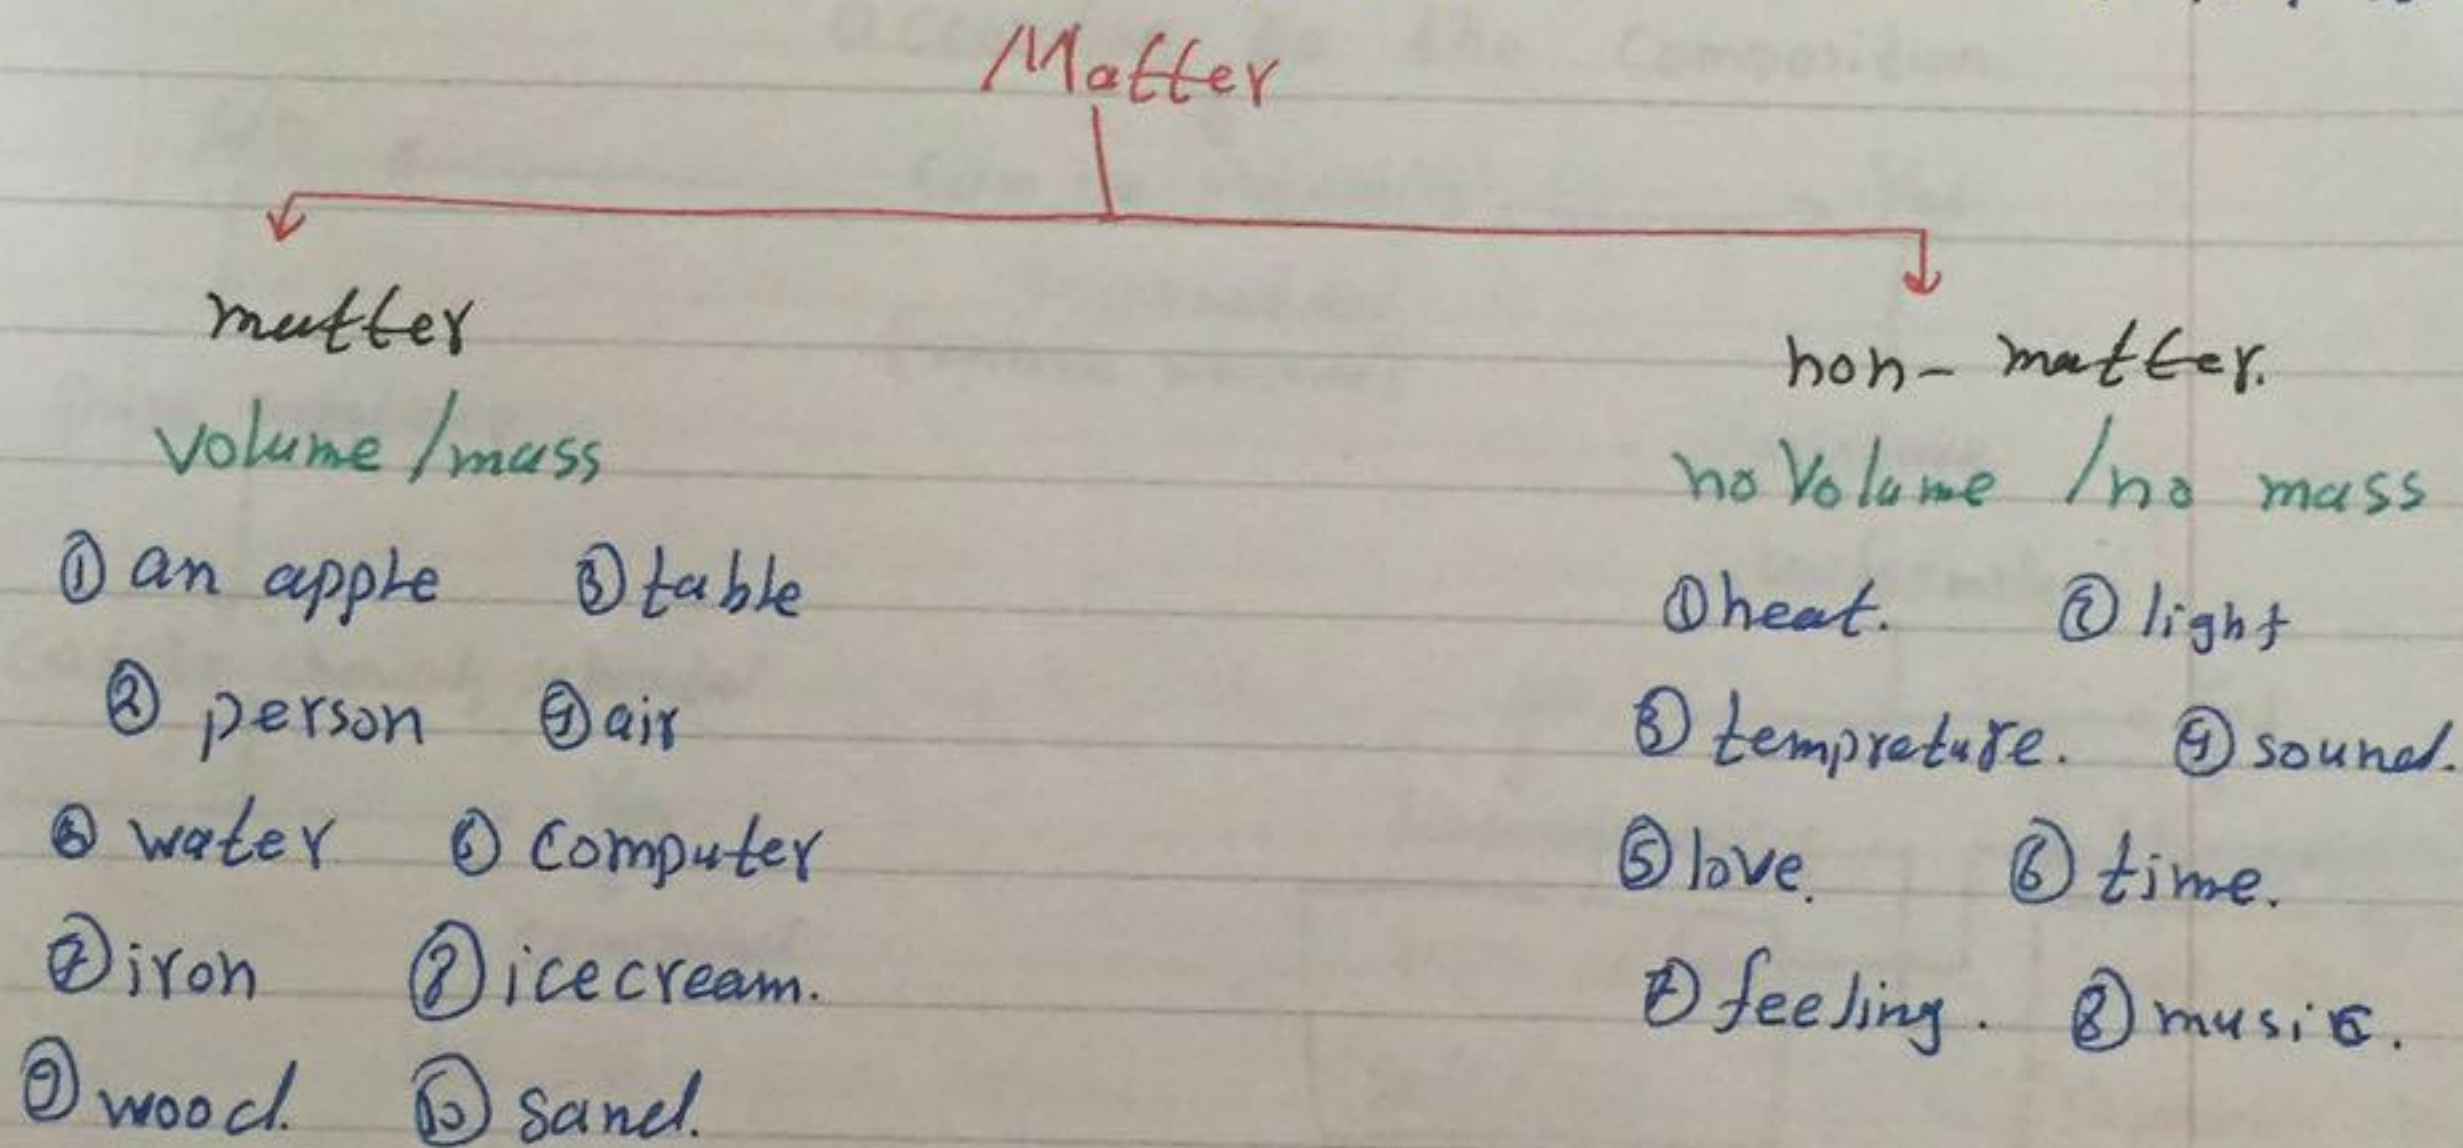 Matter
matter
non-matter.
volume/mass
no Volume /no mass
① an apple ③ table
① heat. ② light
② person ④ air
③ tempreture. ④ sound.
⑤ water ⑥ computer
⑤ love. ⑥ time.
⑦ iron ⑧ icecream.
⑦ feeling. ⑧ music.
⑨ wood. ⑩ sand.